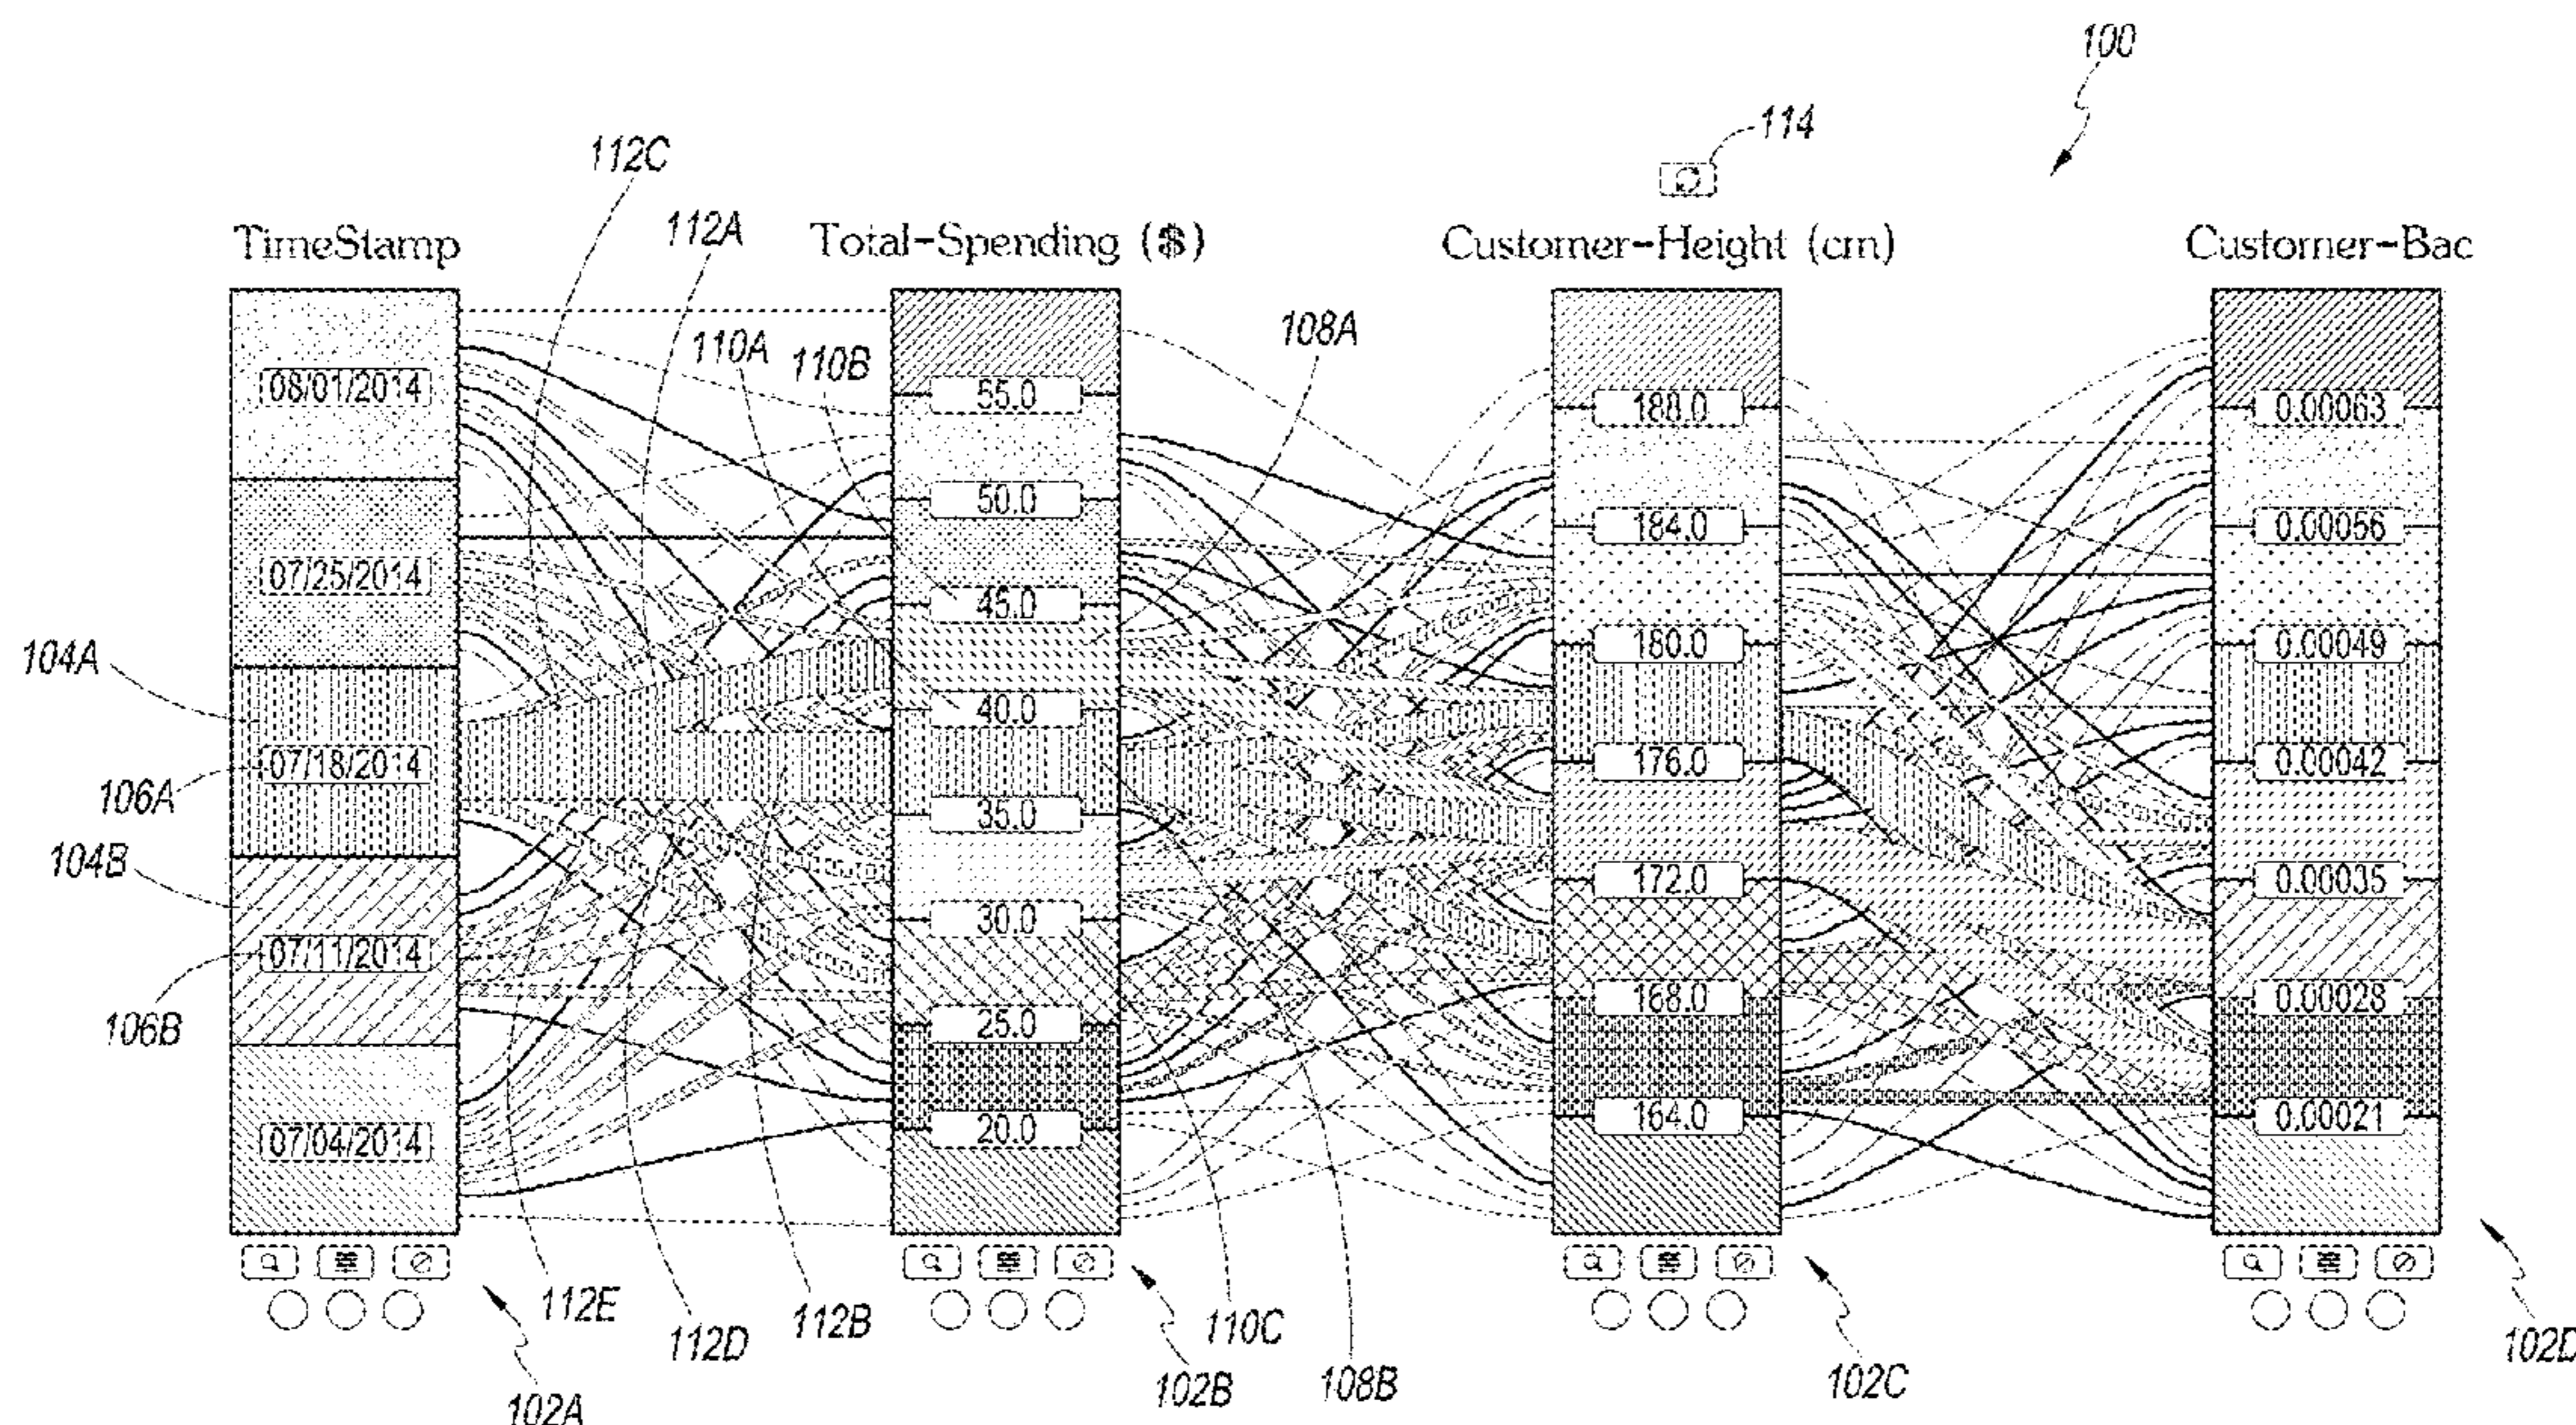 100
114
112C
112A
TimeStamp
Total-Spending ($)
Customer-Height (cm)
Customer-Bac
110A
110B
108A
08/01/2014
55.0
188.0
0.00063
50.0
184.0
0.00056
07/25/2014
45.0
180.0
0.00049
104A
40.0
07/18/2014
176.0
0.00042
106A
35.0
104B
172.0
0.00035
30.0
07/11/2014
168.0
0.00028
106B
25.0
07/04/2014
20.0
164.0
0.00021
112E
112D
112B
110C
102A
102B
108B
102C
102D